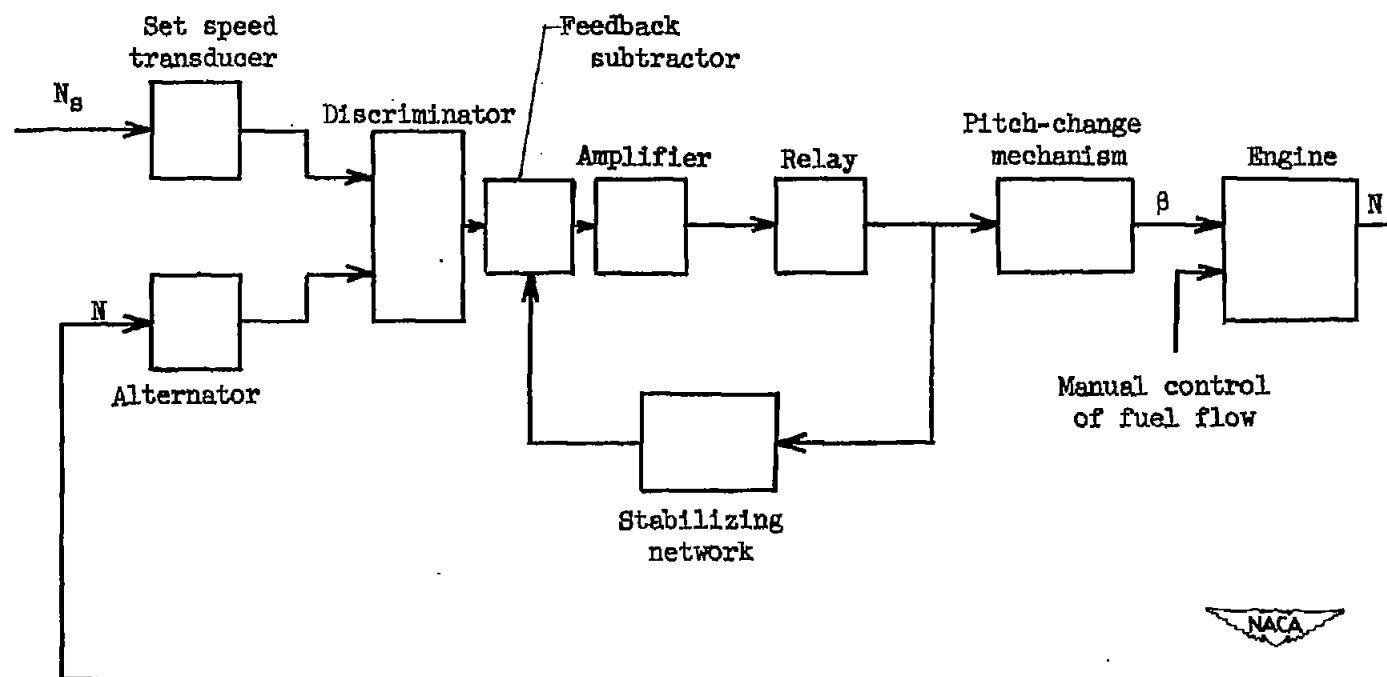 Set speed
transducer
Feedback
subtractor
N_s
Discriminator
Amplifier
Relay
Pitch-change
mechanism
Engine
β
N
N
Alternator
Manual control
of fuel flow
Stabilizing
network
NACA